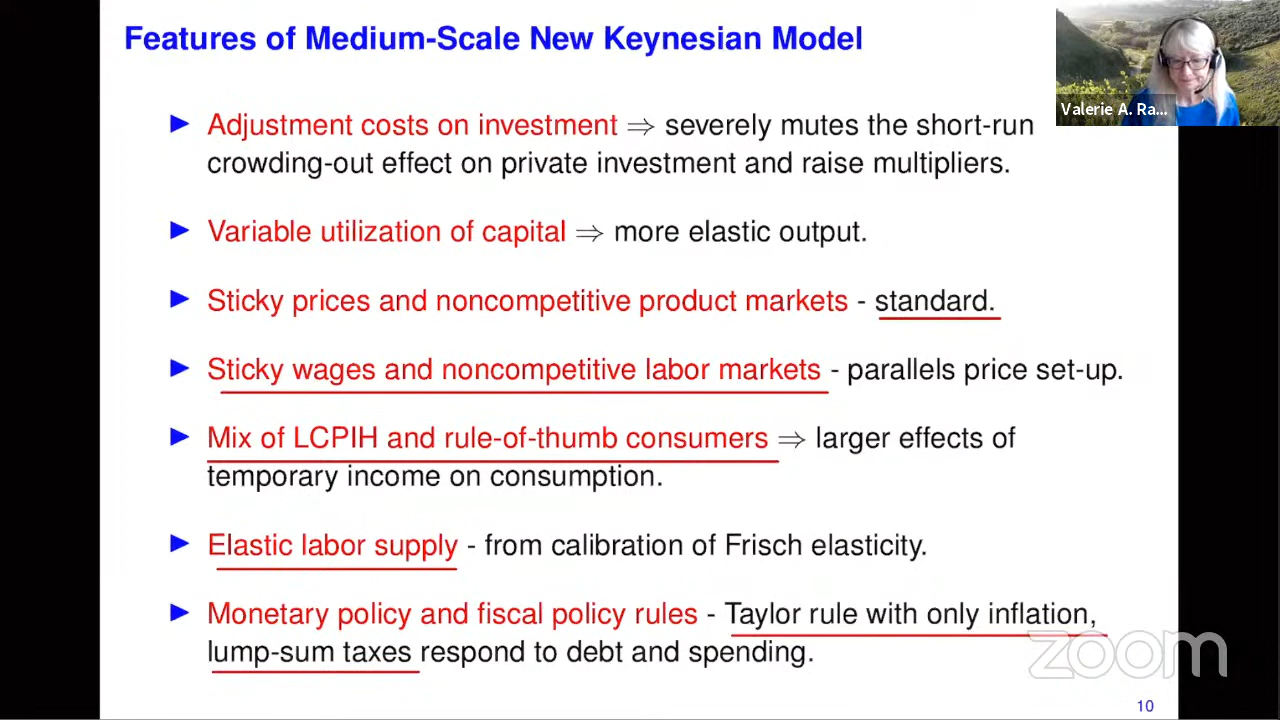 Features of Medium-Scale New Keynesian Model
Valerie A. Ra...
Adjustment costs on investment ⇒ severely mutes the short-run
crowding-out effect on private investment and raise multipliers.
Variable utilization of capital ⇒ more elastic output.
Sticky prices and noncompetitive product markets - standard.
Sticky wages and noncompetitive labor markets - parallels price set-up.
Mix of LCPIH and rule-of-thumb consumers ⇒ larger effects of
temporary income on consumption.
Elastic labor supply - from calibration of Frisch elasticity.
Monetary policy and fiscal policy rules - Taylor rule with only inflation,
lump-sum taxes respond to debt and spending.
zoom
10